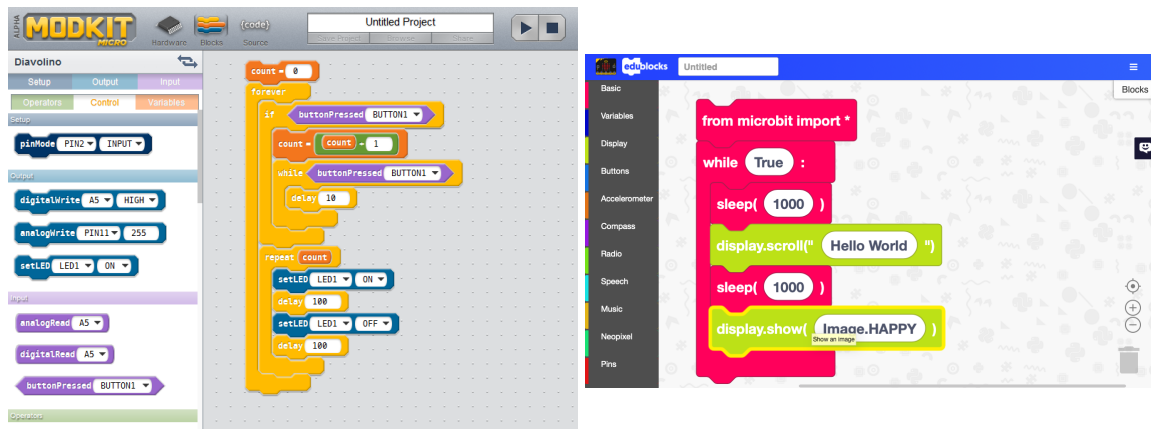 ALPHA
MODKIT
MICRO
Hardware
Blocks
{code}
Source
Untitled Project
Save Project
Browse
Share
Diavolino
Setup
Output
Input
Operators
Control
Variables
Setup
pinMode PIN2 INPUT
Output
digitalWrite A5 HIGH
analogWrite PIN11 255
setLED LED1 ON
Input
analogRead A5
digitalRead A5
buttonPressed BUTTON1
Operators
count = 0
forever
if buttonPressed BUTTON1
count = count - 1
while buttonPressed BUTTON1
delay 10
repeat count
setLED LED1 ON
delay 100
setLED LED1 OFF
delay 100
edublocks
Untitled
Blocks
Basic
Variables
Display
Buttons
Accelerometer
Compass
Radio
Speech
Music
Neopixel
Pins
from microbit import *
while True :
sleep( 1000 )
display.scroll(" Hello World ")
sleep( 1000 )
display.show( Image.HAPPY )
Show an image